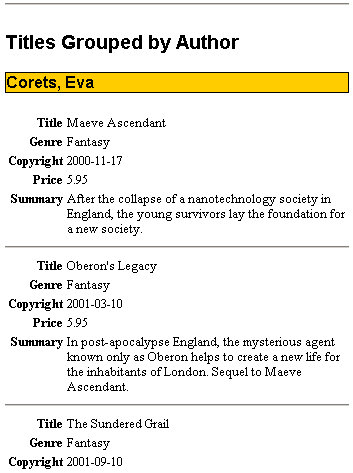 Titles Grouped by Author
Corets, Eva
Title Maeve Ascendant
Genre Fantasy
Copyright 2000-11-17
Price 5.95
Summary After the collapse of a nanotechnology society in
England, the young survivors lay the foundation for
a new society.
Title Oberon's Legacy
Genre Fantasy
Copyright 2001-03-10
Price 5.95
Summary In post-apocalypse England, the mysterious agent
known only as Oberon helps to create a new life for
the inhabitants of London. Sequel to Maeve
Ascendant.
Title The Sundered Grail
Genre Fantasy
Copyright 2001-09-10